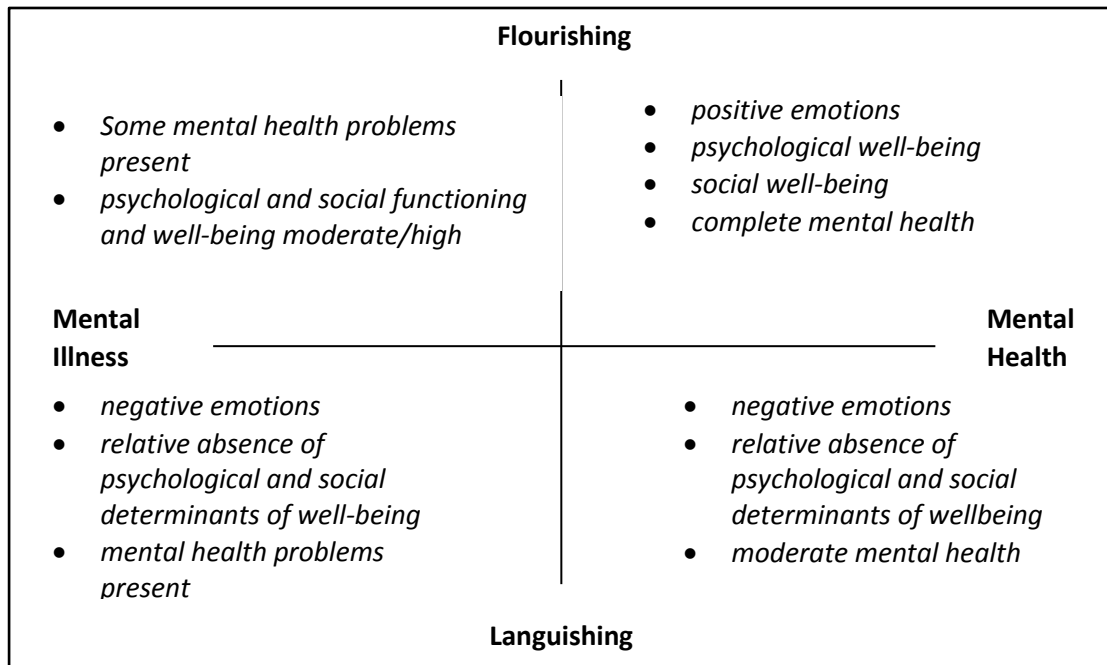 Flourishing
• Some mental health problems
present
• psychological and social functioning
and well-being moderate/high
• positive emotions
• psychological well-being
• social well-being
• complete mental health
Mental
Illness
Mental
Health
• negative emotions
• relative absence of
psychological and social
determinants of well-being
• mental health problems
present
• negative emotions
• relative absence of
psychological and social
determinants of wellbeing
• moderate mental health
Languishing